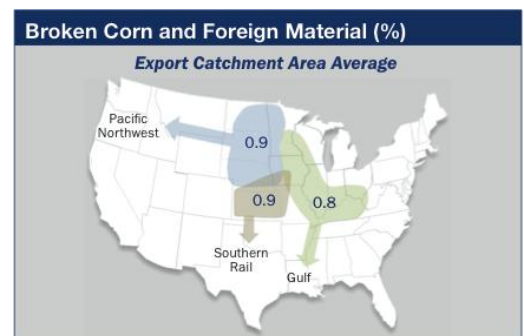 Broken Corn and Foreign Material (%)
Export Catchment Area Average
Pacific
Northwest
0.9
0.9
0.8
Southern
Rail
Gulf